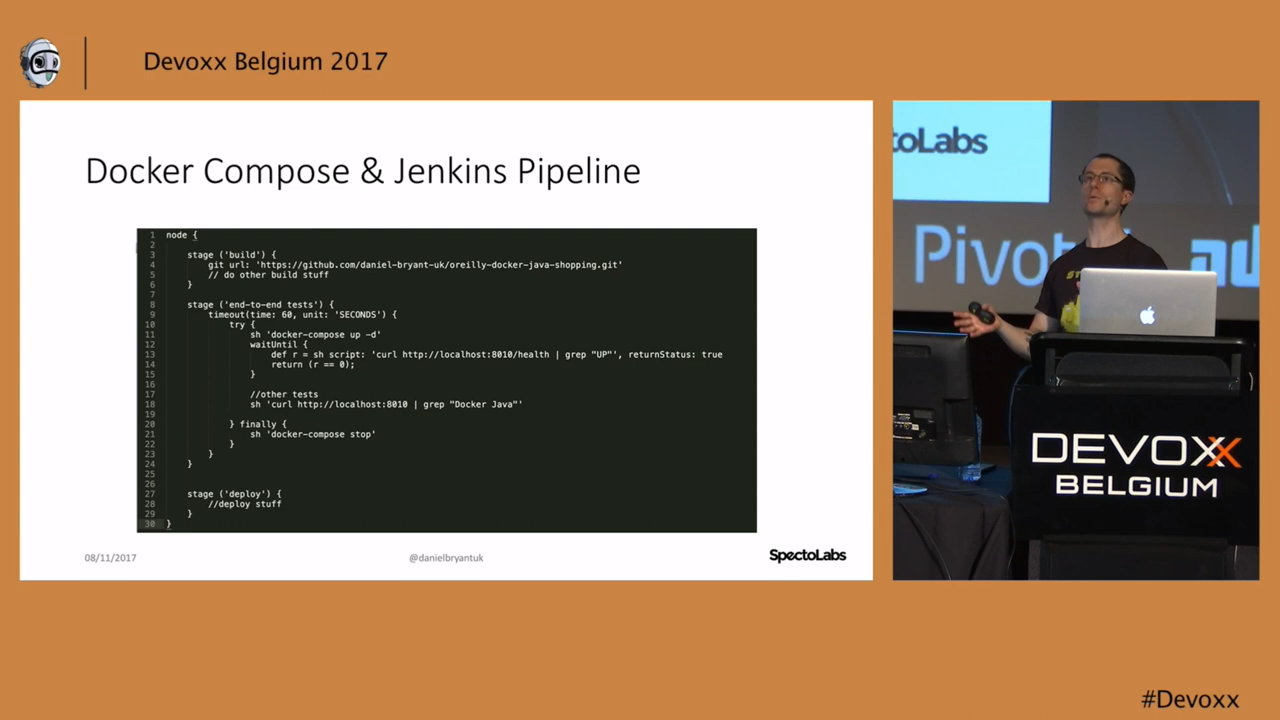 Devoxx Belgium 2017
Docker Compose & Jenkins Pipeline
1 node {
2
3 stage ('build') {
4 git url: 'https://github.com/daniel-bryant-uk/oreilly-docker-java-shopping.git'
5 // do other build stuff
6 }
7
8 stage ('end-to-end tests') {
9 timeout(time: 60, unit: 'SECONDS') {
10 try {
11 sh 'docker-compose up -d'
12 waitUntil {
13 def r = sh script: 'curl http://localhost:8010/health | grep "UP"', returnStatus: true
14 return (r == 0);
15 }
16
17 //other tests
18 sh 'curl http://localhost:8010 | grep "Docker Java"'
19
20 } finally {
21 sh 'docker-compose stop'
22 }
23 }
24 }
25
26
27 stage ('deploy') {
28 //deploy stuff
29 }
30 }
08/11/2017
@danielbryantuk
SpectoLabs
toLabs
Pivot
DEVOXX
BELGIUM
#Devoxx